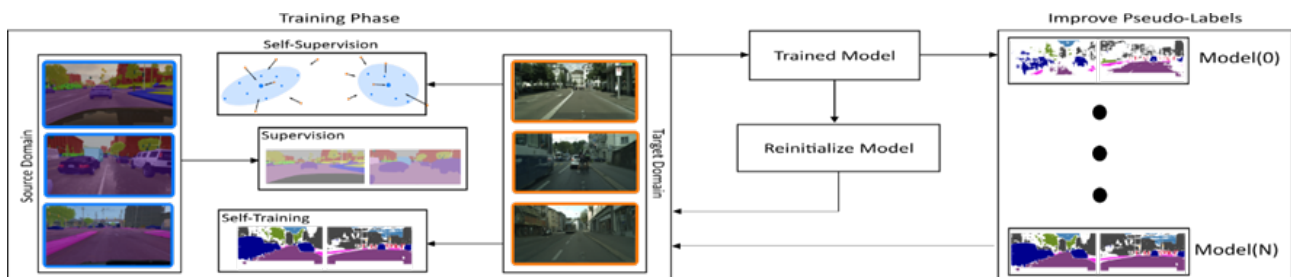 Training Phase
Improve Pseudo-Labels
Self-Supervision
Source Domain
Supervision
Self-Training
Target Domain
Trained Model
Reinitialize Model
Model(0)
Model(N)